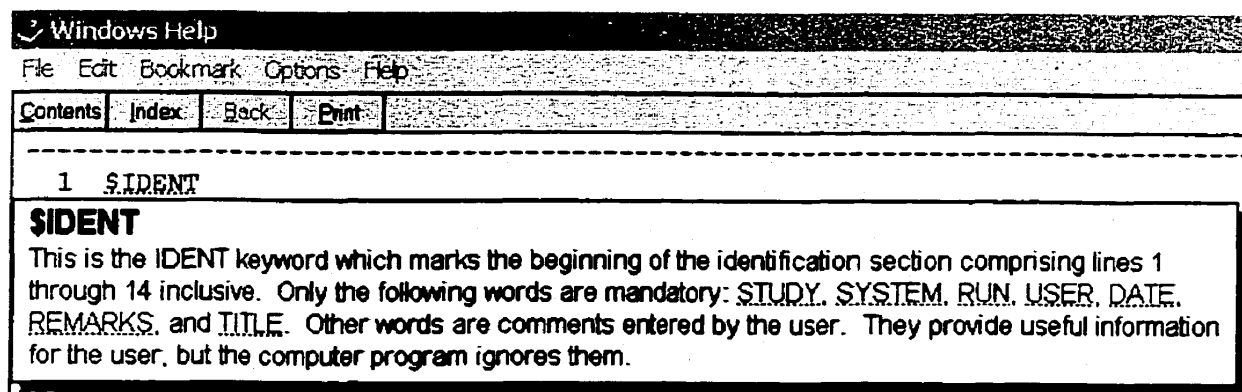 Windows Help
File Edit Bookmark Options Help
Contents Index Back Print
1 $IDENT
$IDENT
This is the IDENT keyword which marks the beginning of the identification section comprising lines 1
through 14 inclusive. Only the following words are mandatory: STUDY, SYSTEM, RUN, USER, DATE,
REMARKS, and TITLE. Other words are comments entered by the user. They provide useful information
for the user, but the computer program ignores them.